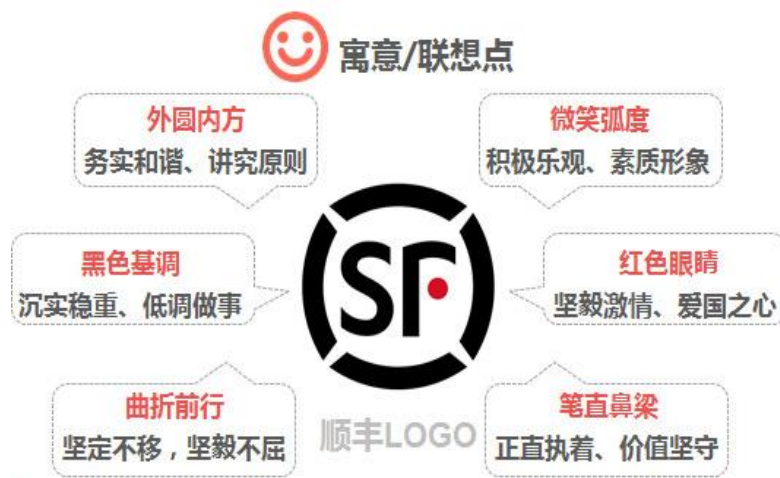 寓意/联想点
外圆内方
务实和谐、讲究原则
微笑弧度
积极乐观、素质形象
黑色基调
沉实稳重、低调做事
SF
红色眼睛
坚毅激情、爱国之心
曲折前行
坚定不移，坚毅不屈
顺丰LOGO
笔直鼻梁
正直执着、价值坚守